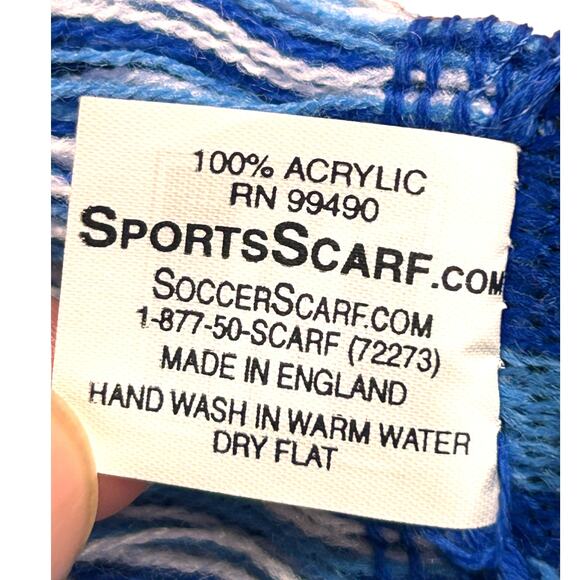 100% ACRYLIC
RN 99490
SPORTSSCARF.COM
SOCCERSCARF.COM
1-877-50-SCARF (72273)
MADE IN ENGLAND
HAND WASH IN WARM WATER
DRY FLAT